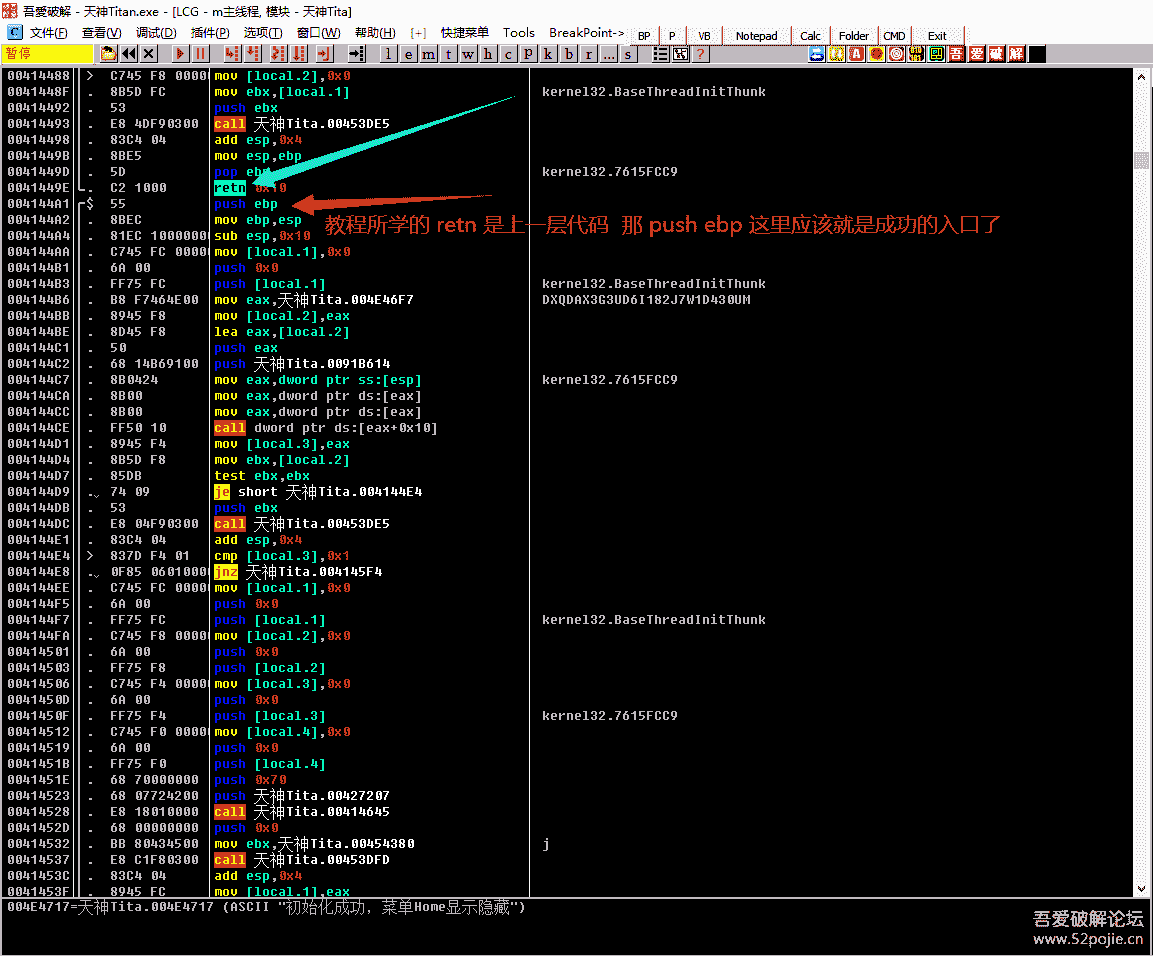 吾爱破解 - 天神Titan.exe - [LCG - m主线程, 模块 - 天神Tita]
文件(F) 查看(V) 调试(D) 插件(P) 选项(T) 窗口(W) 帮助(H) [+] 快捷菜单 Tools BreakPoint-> BP P VB Notepad Calc Folder CMD Exit
暂停 l e m t w h c P k b r ... s ? 吾 爱 破 解
00414488 > C745 F8 0000 mov [local.2],0x0
0041448F . 8B5D FC mov ebx,[local.1] kernel32.BaseThreadInitThunk
00414492 . 53 push ebx
00414493 . E8 4DF90300 call 天神Tita.00453DE5
00414498 . 83C4 04 add esp,0x4
0041449B . 8BE5 mov esp,ebp
0041449D . 5D pop ebp kernel32.7615FCC9
0041449E . C2 1000 retn 0x10
004144A1 $ 55 push ebp
004144A2 . 8BEC mov ebp,esp
教程所学的 retn 是上一层代码 那 push ebp 这里应该就是成功的入口了
004144A4 . 81EC 1000000 sub esp,0x10
004144AA . C745 FC 0000 mov [local.1],0x0
004144B1 . 6A 00 push 0x0
004144B3 . FF75 FC push [local.1] kernel32.BaseThreadInitThunk
004144B6 . B8 F7464E00 mov eax,天神Tita.004E46F7 DXQDAX3G3UD6I182J7W1D430UM
004144BB . 8945 F8 mov [local.2],eax
004144BE . 8D45 F8 lea eax,[local.2]
004144C1 . 50 push eax
004144C2 . 68 14B69100 push 天神Tita.0091B614
004144C7 . 8B0424 mov eax,dword ptr ss:[esp] kernel32.7615FCC9
004144CA . 8B00 mov eax,dword ptr ds:[eax]
004144CC . 8B00 mov eax,dword ptr ds:[eax]
004144CE . FF50 10 call dword ptr ds:[eax+0x10]
004144D1 . 8945 F4 mov [local.3],eax
004144D4 . 8B5D F8 mov ebx,[local.2]
004144D7 . 85DB test ebx,ebx
004144D9 . 74 09 je short 天神Tita.004144E4
004144DB . 53 push ebx
004144DC . E8 04F90300 call 天神Tita.00453DE5
004144E1 . 83C4 04 add esp,0x4
004144E4 > 837D F4 01 cmp [local.3],0x1
004144E8 . 0F85 0601000 jnz 天神Tita.004145F4
004144EE . C745 FC 0000 mov [local.1],0x0
004144F5 . 6A 00 push 0x0
004144F7 . FF75 FC push [local.1] kernel32.BaseThreadInitThunk
004144FA . C745 F8 0000 mov [local.2],0x0
00414501 . 6A 00 push 0x0
00414503 . FF75 F8 push [local.2]
00414506 . C745 F4 0000 mov [local.3],0x0
0041450D . 6A 00 push 0x0
0041450F . FF75 F4 push [local.3] kernel32.7615FCC9
00414512 . C745 F0 0000 mov [local.4],0x0
00414519 . 6A 00 push 0x0
0041451B . FF75 F0 push [local.4]
0041451E . 68 70000000 push 0x70
00414523 . 68 07724200 push 天神Tita.00427207
00414528 . E8 18010000 call 天神Tita.00414645
0041452D . 68 00000000 push 0x0
00414532 . BB 80434500 mov ebx,天神Tita.00454380 j
00414537 . E8 C1F80300 call 天神Tita.00453DFD
0041453C . 83C4 04 add esp,0x4
0041453F . 8945 FC mov [local.1],eax
004E4717=天神Tita.004E4717 (ASCII "初始化成功, 菜单Home显示隐藏")
吾爱破解论坛
www.52pojie.cn